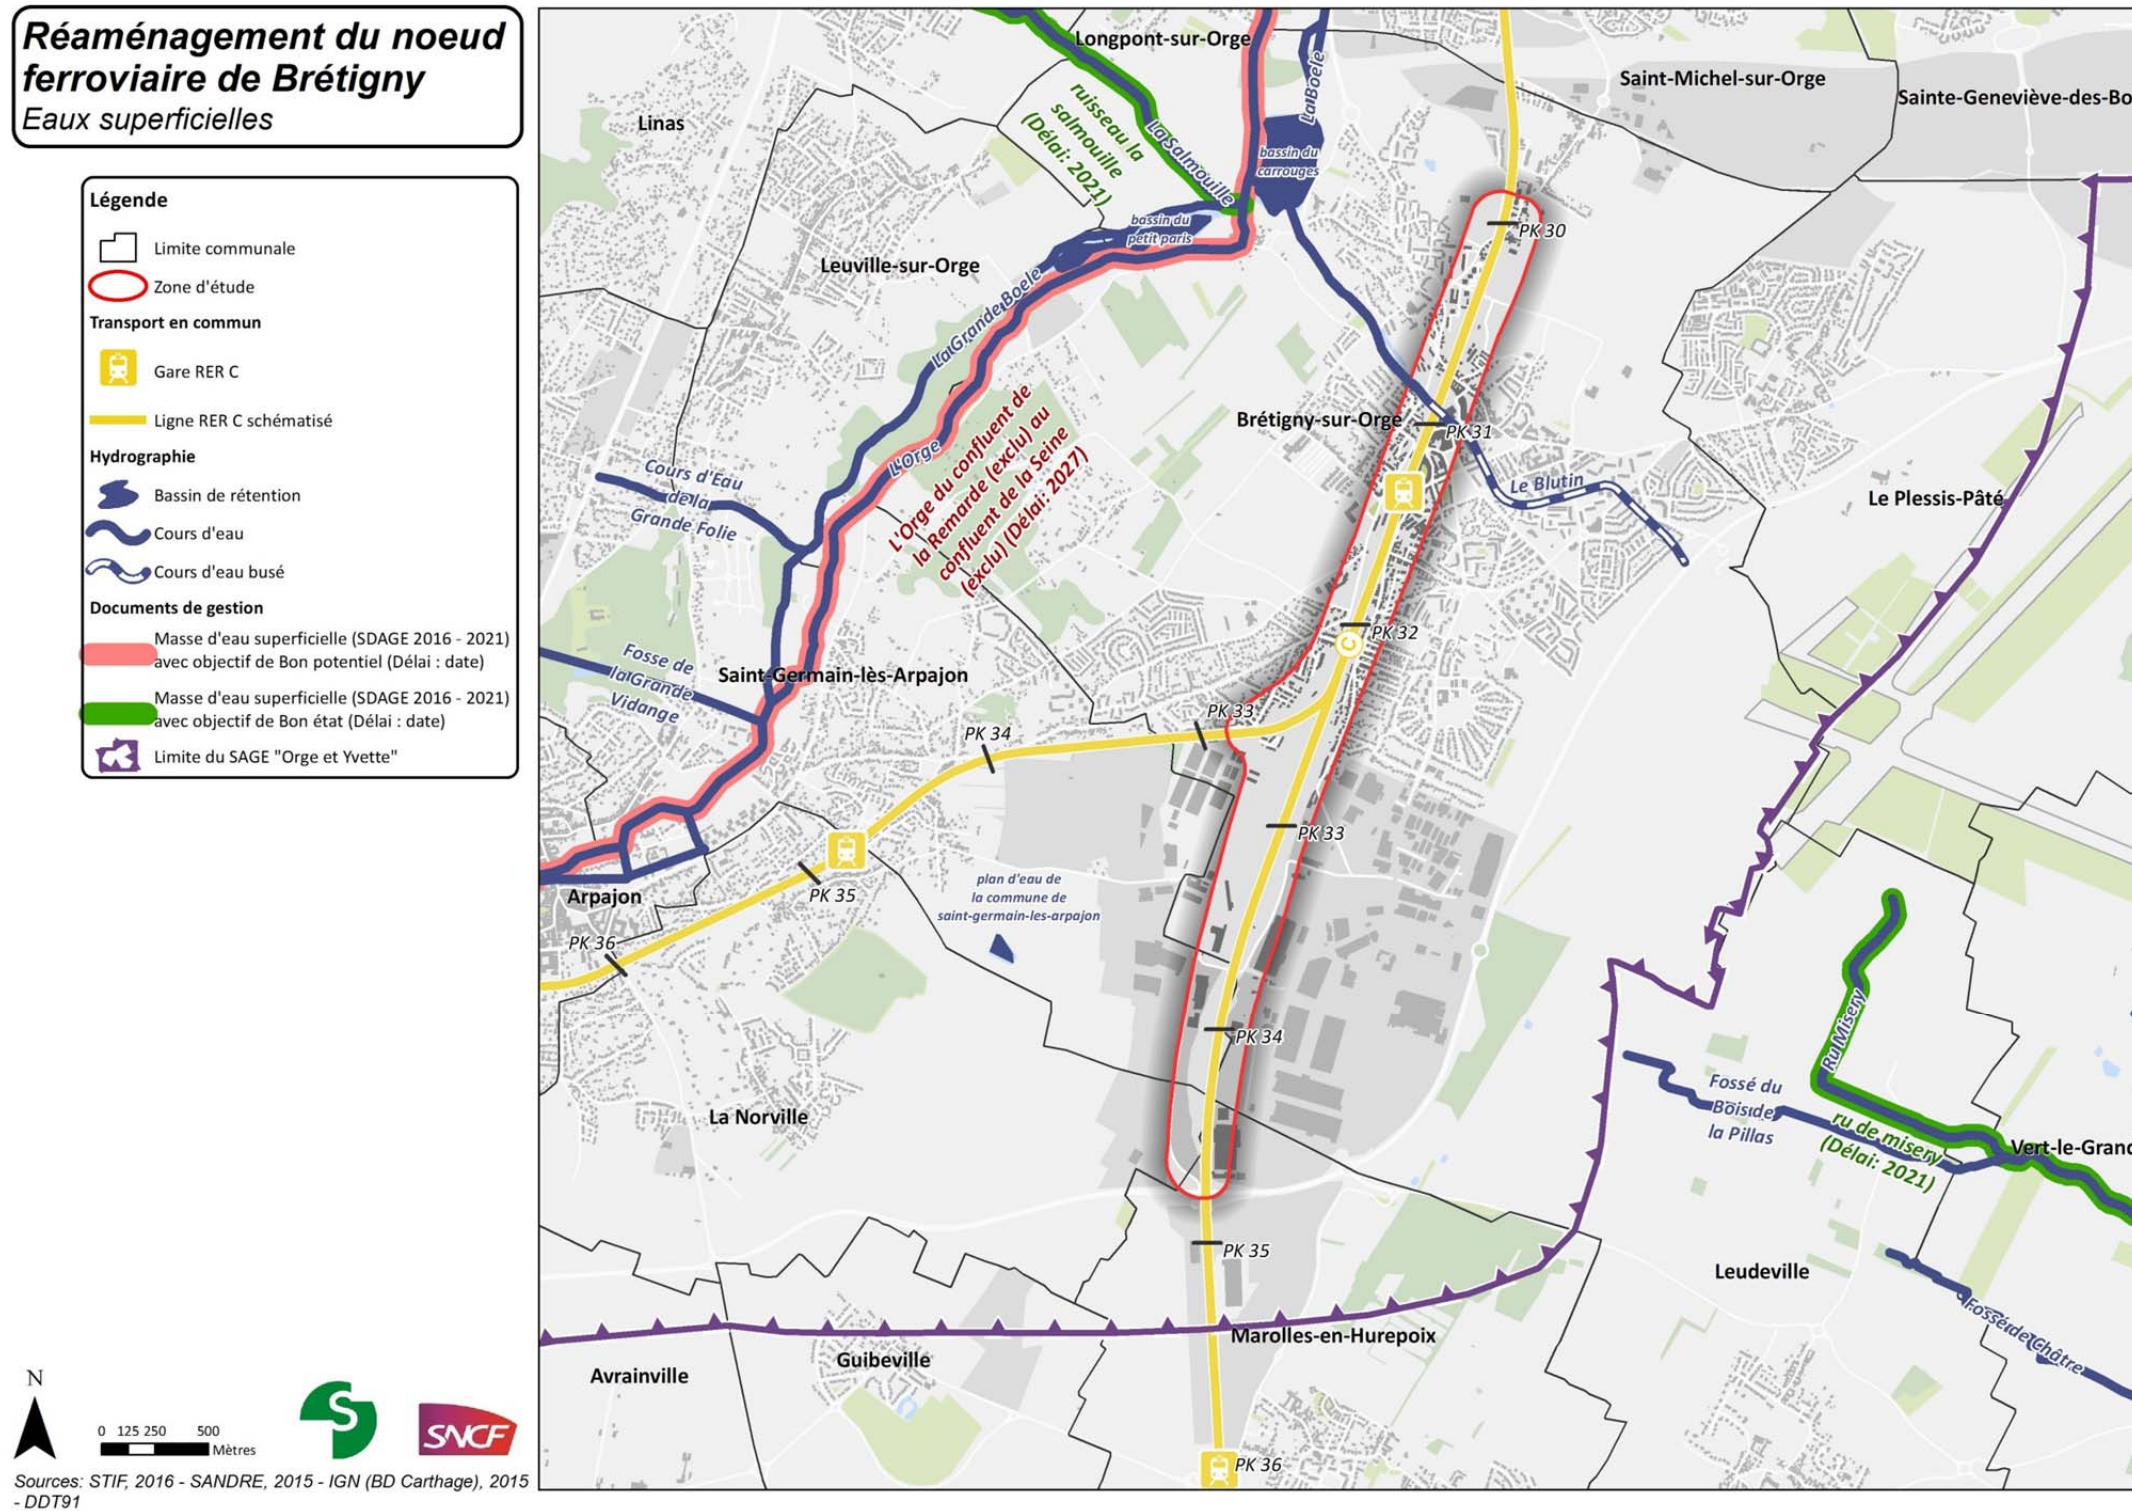 Réaménagement du noeud
ferroviaire de Brétigny
Eaux superficielles
Légende
Limite communale
Zone d'étude
Transport en commun
Gare RER C
Ligne RER C schématisé
Hydrographie
Bassin de rétention
Cours d'eau
Cours d'eau busé
Documents de gestion
Masse d'eau superficielle (SDAGE 2016 - 2021)
avec objectif de Bon potentiel (Délai : date)
Masse d'eau superficielle (SDAGE 2016 - 2021)
avec objectif de Bon état (Délai : date)
Limite du SAGE "Orge et Yvette"
N
0 125 250 500
Mètres
S
SNCF
Sources: STIF, 2016 - SANDRE, 2015 - IGN (BD Carthage), 2015
- DDT91
Longpont-sur-Orge
La Boele
Saint-Michel-sur-Orge
Sainte-Geneviève-des-Bo
Linas
ruisseau la
salmouille
(Délai: 2021)
La Salmouille
bassin du
carrouges
bassin du
petit paris
PK 30
Leuville-sur-Orge
La Grande Boele
Brétigny-sur-Orge
PK 31
L'Orge
L'Orge du confluent de
la Remarde (exclu) au
confluent de la Seine
(exclu) (Délai: 2027)
Cours d'Eau
de la
Grande Folie
Le Blutin
Le Plessis-Pâté
PK 32
C
Fosse de
la Grande
Vidange
Saint-Germain-lès-Arpajon
PK 33
PK 34
PK 33
plan d'eau de
la commune de
saint-germain-les-arpajon
Arpajon
PK 35
PK 36
PK 34
Ru Misery
Fossé du
Bois de
la Pillas
ru de misery
(Délai: 2021)
Vert-le-Grand
La Norville
PK 35
Leudeville
Fossé de Châtre
Marolles-en-Hurepoix
Guibeville
Avrainville
PK 36